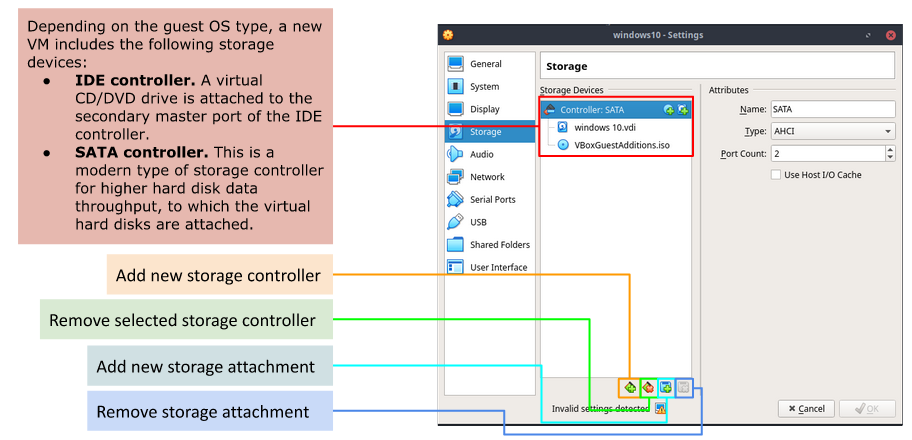 Depending on the guest OS type, a new
VM includes the following storage
devices:
● IDE controller. A virtual
CD/DVD drive is attached to the
secondary master port of the IDE
controller.
● SATA controller. This is a
modern type of storage controller
for higher hard disk data
throughput, to which the virtual
hard disks are attached.
Add new storage controller
Remove selected storage controller
Add new storage attachment
Remove storage attachment
windows10 - Settings
General
System
Display
Storage
Audio
Network
Serial Ports
USB
Shared Folders
User Interface
Storage
Storage Devices
Controller: SATA
windows 10.vdi
VBoxGuestAdditions.iso
Attributes
Name: SATA
Type: AHCI
Port Count: 2
Use Host I/O Cache
Invalid settings detected
Cancel
OK